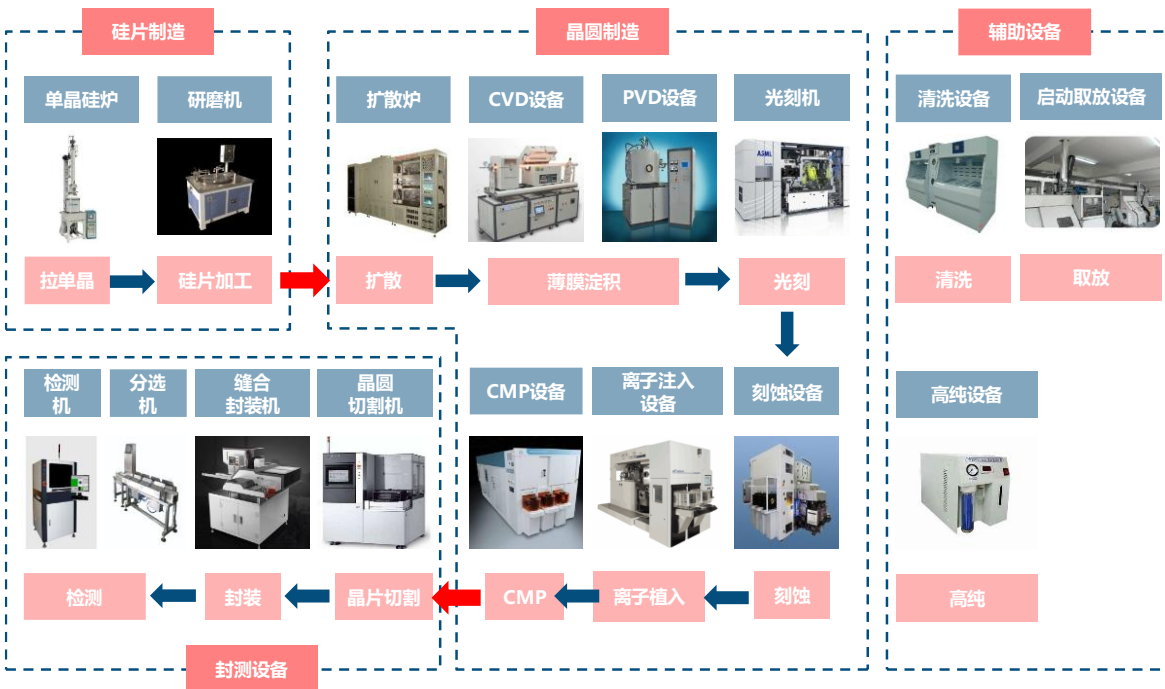 硅片制造
晶圆制造
辅助设备
单晶硅炉
研磨机
扩散炉
CVD设备
PVD设备
光刻机
清洗设备
启动取放设备
ASML
拉单晶
硅片加工
扩散
薄膜淀积
光刻
清洗
取放
检测
机
分选
机
缝合
封装机
晶圆
切割机
CMP设备
离子注入
设备
刻蚀设备
高纯设备
检测
封装
晶片切割
CMP
离子植入
刻蚀
高纯
封测设备